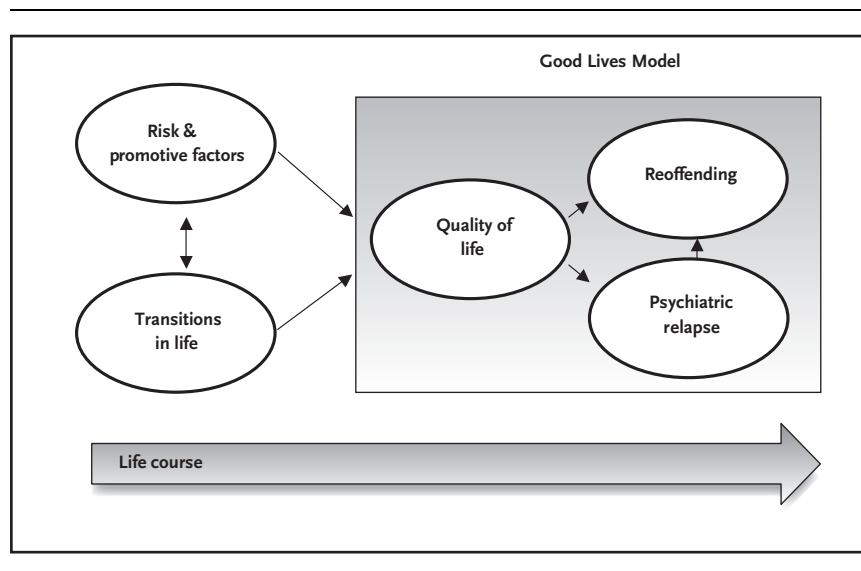 Good Lives Model
Risk &
promotive factors
Reoffending
Quality of
life
Transitions
in life
Psychiatric
relapse
Life course